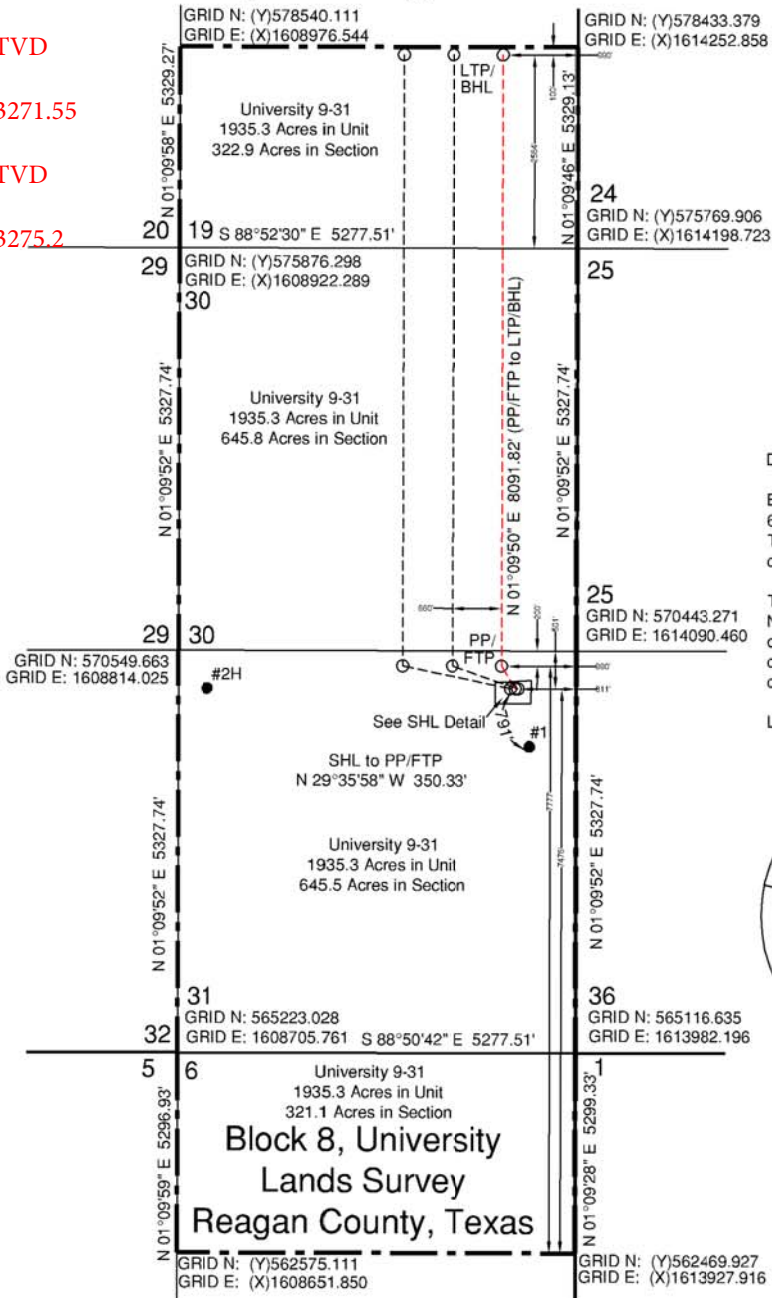 GRID N: (Y)578540.111
GRID E: (X)1608976.544
GRID N: (Y)578433.379
GRID E: (X)1614252.858
TVD
3271.55
TVD
3275.2
N 01°09'58" E 5329.27'
University 9-31
1935.3 Acres in Unit
322.9 Acres in Section
LTP/
BHL
100'
2564'
N 01°09'46" E 5329.13'
20
19
S 88°52'30" E 5277.51'
24
GRID N: (Y)575769.906
GRID E: (X)1614198.723
29
GRID N: (Y)575876.298
GRID E: (X)1608922.289
30
25
N 01°09'52" E 5327.74'
University 9-31
1935.3 Acres in Unit
645.8 Acres in Section
N 01°09'50" E 8091.82' (PP/FTP to LTP/BHL)
N 01°09'52" E 5327.74'
25
GRID N: 570443.271
GRID E: 1614090.460
660'
200'
501'
29
30
PP/
FTP
GRID N: 570549.663
GRID E: 1608814.025
#2H
See SHL Detail
791'
#1
811'
SHL to PP/FTP
N 29°35'58" W 350.33'
7777'
7476'
N 01°09'52" E 5327.74'
University 9-31
1935.3 Acres in Unit
645.5 Acres in Section
N 01°09'52" E 5327.74'
31
36
GRID N: 565223.028
GRID E: 1608705.761
S 88°50'42" E 5277.51'
GRID N: 565116.635
GRID E: 1613982.196
32
5
6
1
University 9-31
1935.3 Acres in Unit
321.1 Acres in Section
N 01°09'59" E 5296.93'
N 01°09'28" E 5299.33'
Block 8, University
Lands Survey
Reagan County, Texas
GRID N: (Y)562575.111
GRID E: (X)1608651.850
GRID N: (Y)562469.927
GRID E: (X)1613927.916